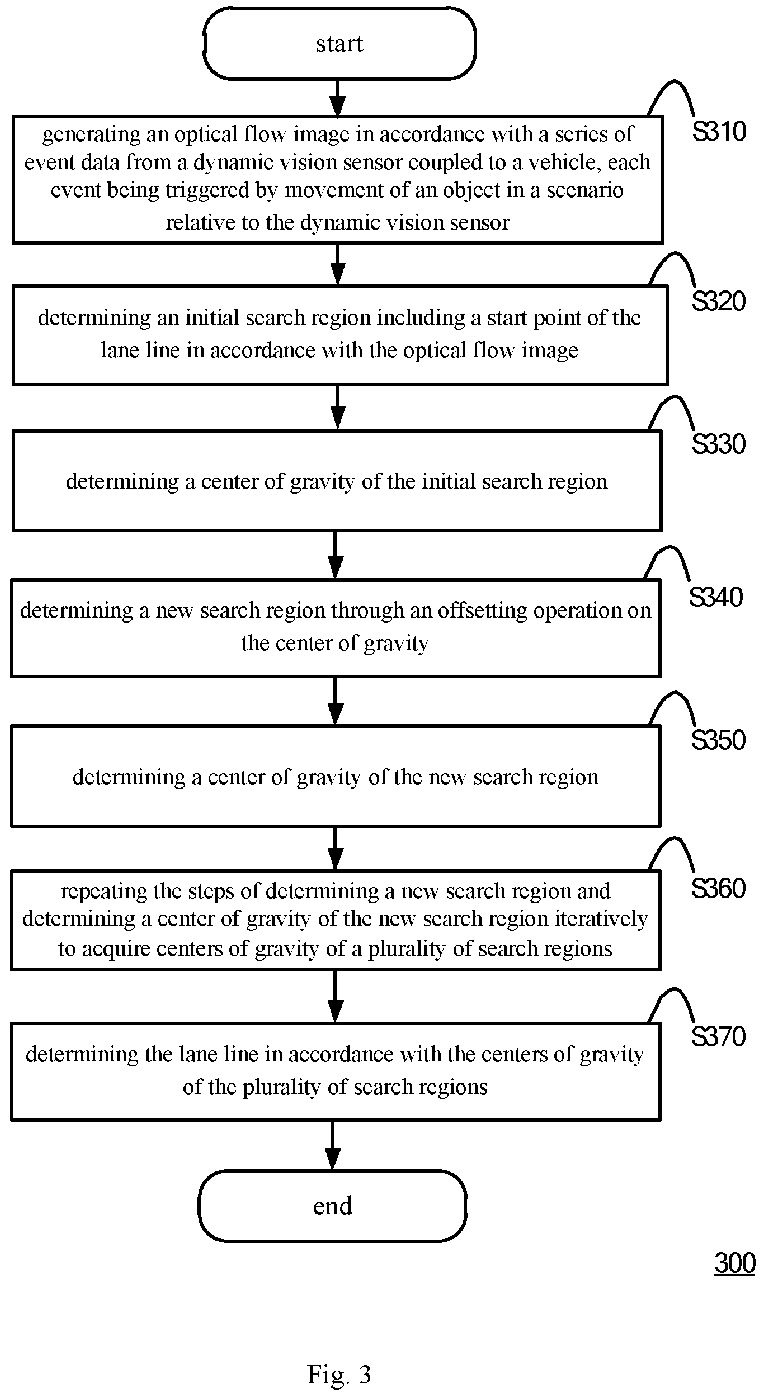 start
S310
generating an optical flow image in accordance with a series of
event data from a dynamic vision sensor coupled to a vehicle, each
event being triggered by movement of an object in a scenario
relative to the dynamic vision sensor
S320
determining an initial search region including a start point of the
lane line in accordance with the optical flow image
S330
determining a center of gravity of the initial search region
S340
determining a new search region through an offsetting operation on
the center of gravity
S350
determining a center of gravity of the new search region
S360
repeating the steps of determining a new search region and
determining a center of gravity of the new search region iteratively
to acquire centers of gravity of a plurality of search regions
S370
determining the lane line in accordance with the centers of gravity
of the plurality of search regions
end
300
Fig. 3